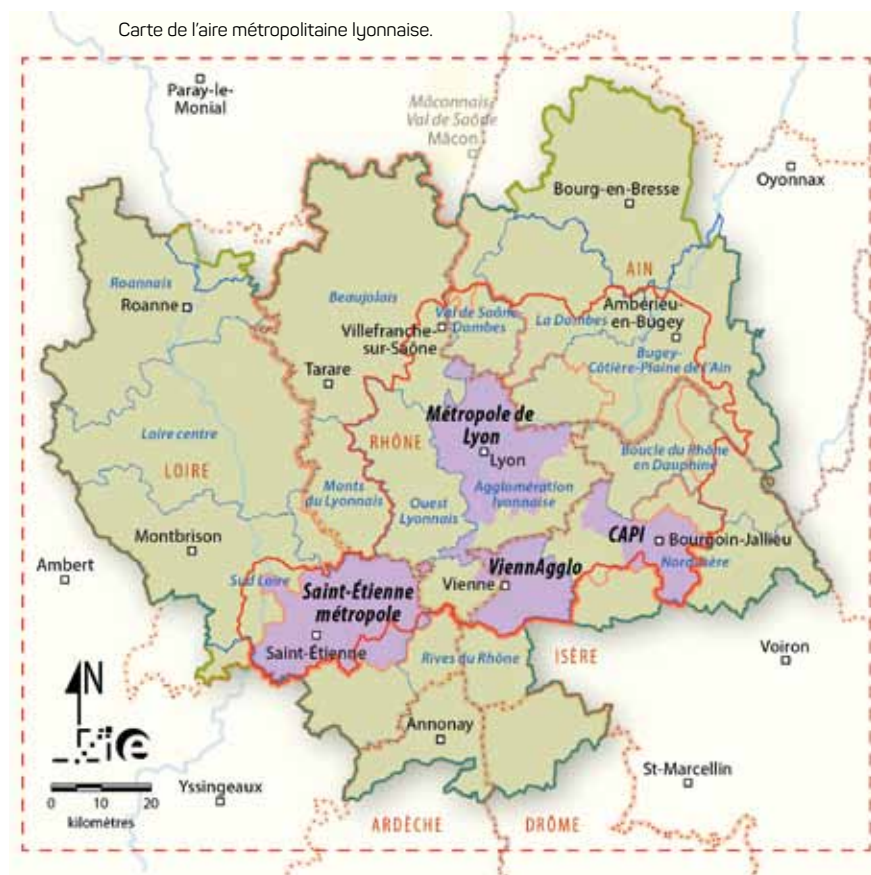 Carte de l'aire métropolitaine lyonnaise.
Paray-le-
Monial
Mâconnais
Val de Saône
Mâcon
Oyonnax
Bourg-en-Bresse
AIN
Roannais
Roanne
Beaujolais
Villefranche-
sur-Saône
Val de Saône
Dombes
La Dombes
Ambérieu-
en-Bugey
Bugey-
Côtière-Plaine de l'Ain
Tarare
Métropole de
Lyon
Lyon
RHÔNE
Loire centre
LOIRE
Monts
du Lyonnais
Ouest
Lyonnais
Agglomération
lyonnaise
Boucle du Rhône
en Dauphiné
CAPI
Bourgoin-Jallieu
Nord-Isère
Montbrison
Ambert
Sud Loire
Saint-Étienne
métropole
Saint-Étienne
ViennAgglo
Vienne
Rives du Rhône
ISÈRE
Voiron
N
Annonay
St-Marcellin
Yssingeaux
0 10 20
kilomètres
ARDÈCHE
DRÔME